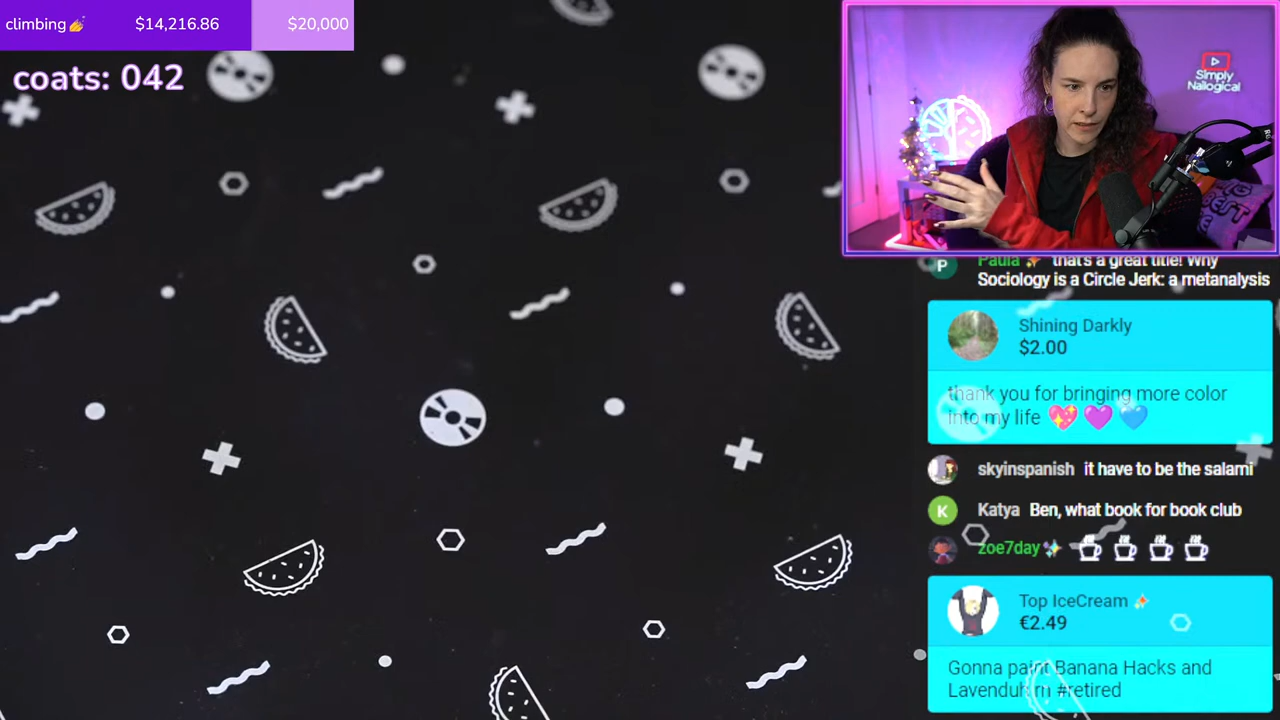 climbing💅 $14,216.86 $20,000
coats: 042
Simply
Nailogical
Paula that's a great title! Why
Sociology is a Circle Jerk: a metanalysis
Shining Darkly
$2.00
thank you for bringing more color
into my life 💖 💜 💙
skyinspanish it have to be the salami
K Katya Ben, what book for book club
zoe7day ☕ ☕ ☕ ☕
Top IceCream
€2.49
Gonna paint Banana Hacks and
#retired